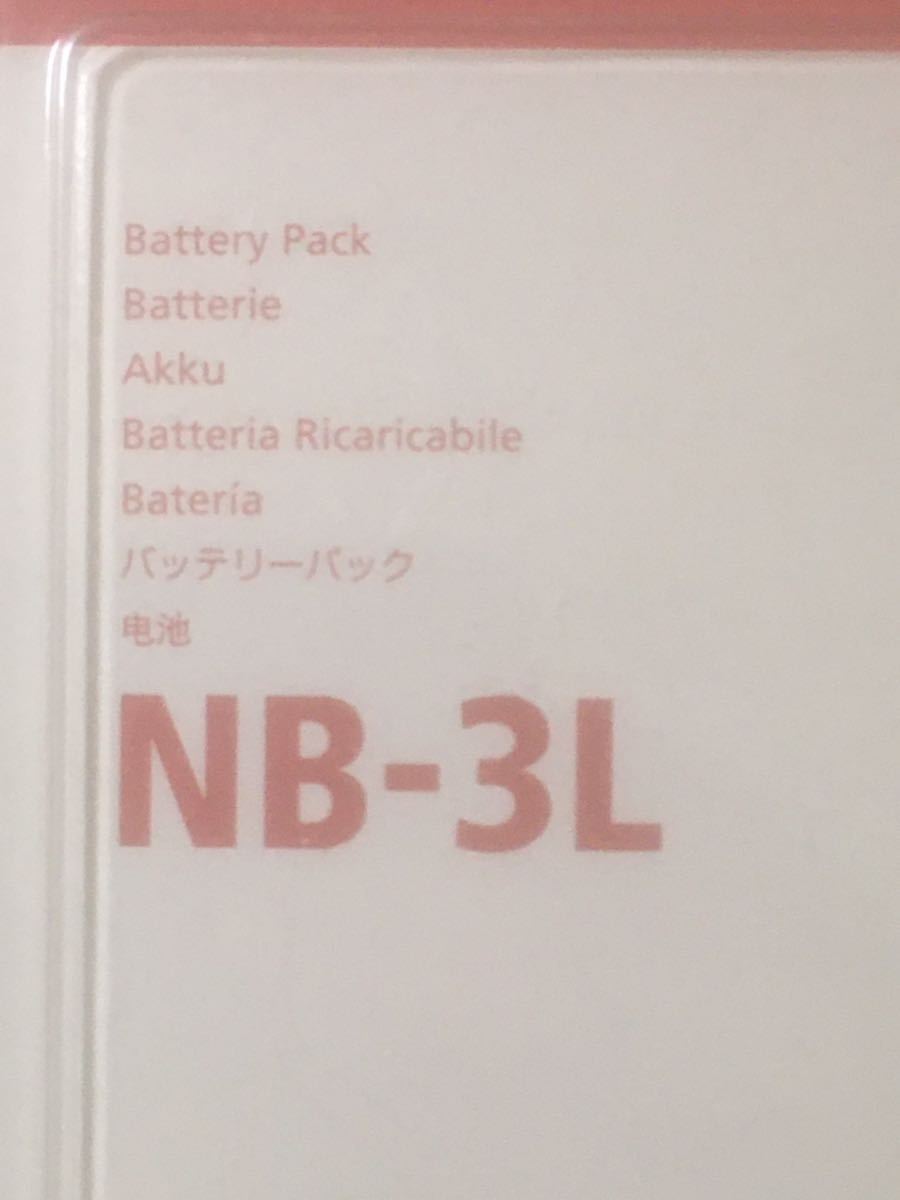 Battery Pack
Batterie
Akku
Batteria Ricaricabile
Batería
バッテリーパック
电池
NB-3L